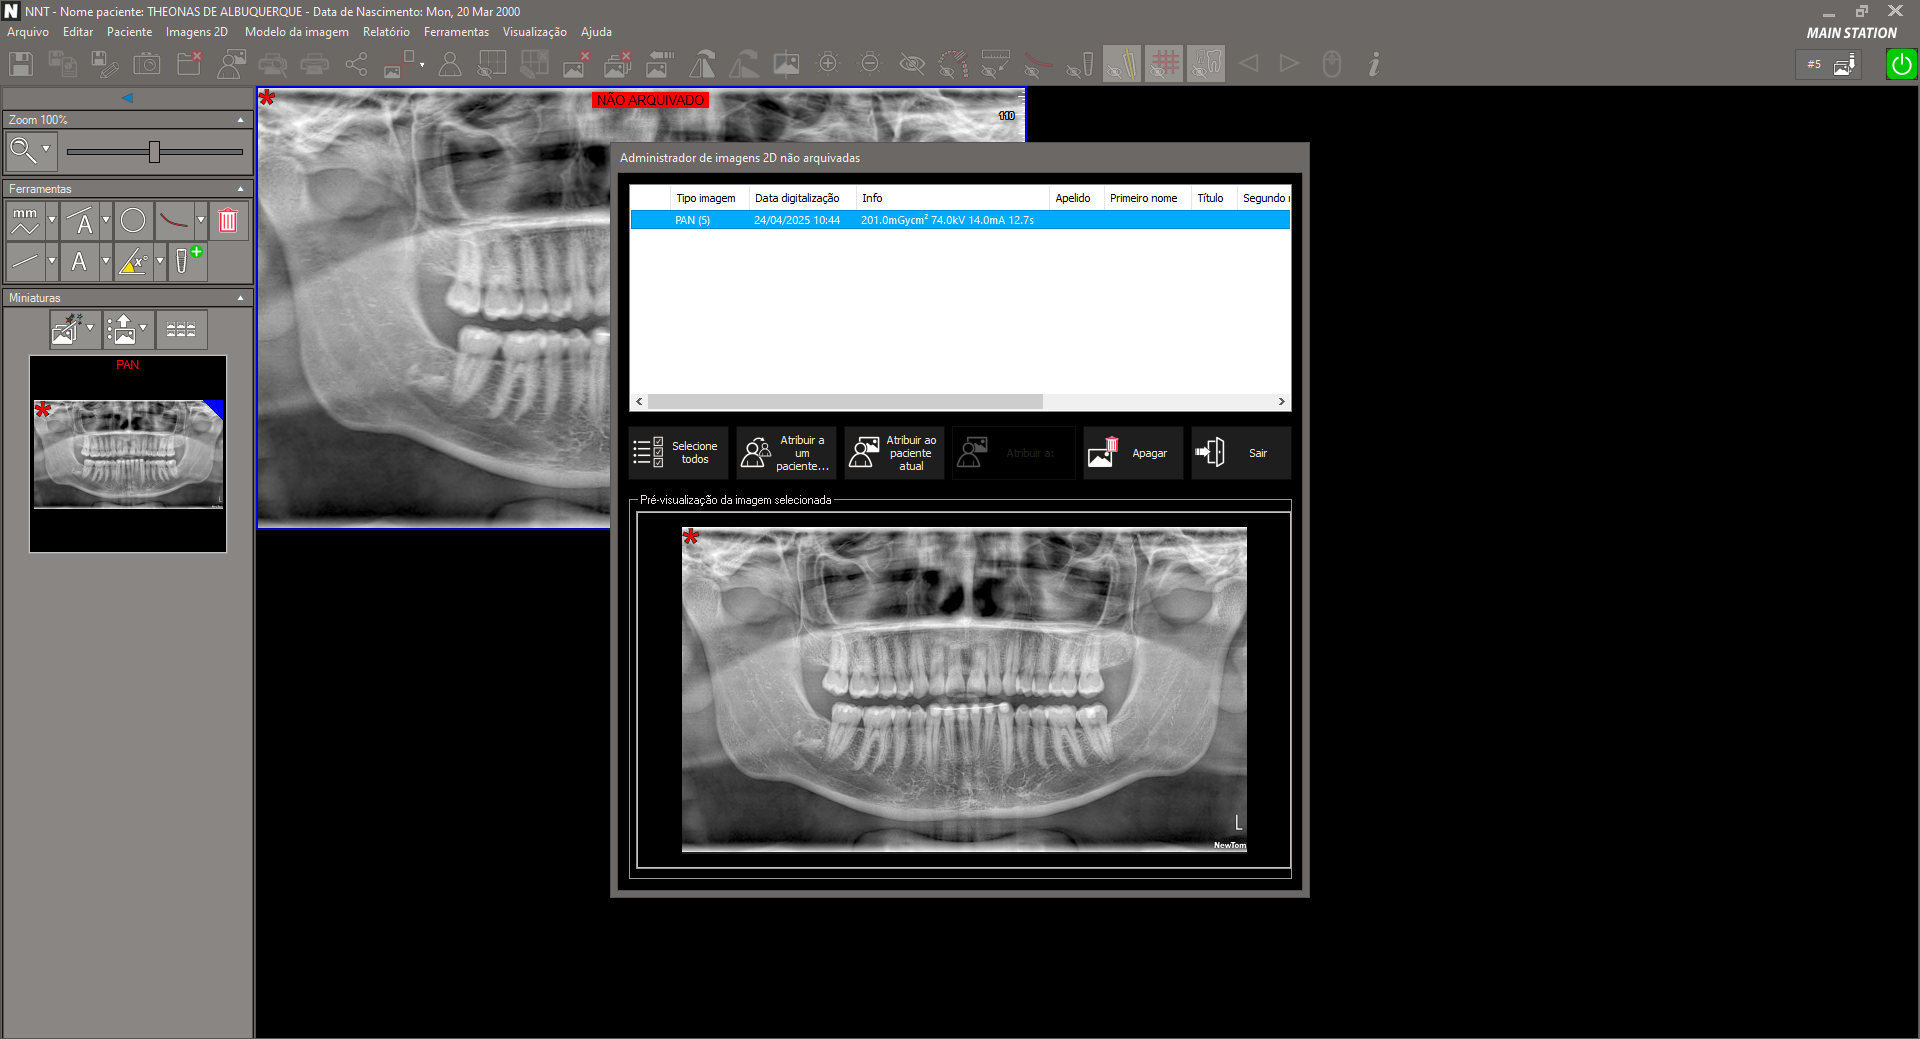 NNT - Nome paciente: THEONAS DE ALBUQUERQUE - Data de Nascimento: Mon, 20 Mar 2000
Arquivo Editar Paciente Imagens 2D Modelo da imagem Relatório Ferramentas Visualização Ajuda
MAIN STATION
#5
Zoom 100%
Ferramentas
mm
A
A
x°
Miniaturas
PAN
NÃO ARQUIVADO
110
Administrador de imagens 2D não arquivadas
Tipo imagem Data digitalização Info Apelido Primeiro nome Título Segundo
PAN (5) 24/04/2025 10:44 201.0mGycm² 74.0kV 14.0mA 12.7s
Selecione
todos
Atribuir a
um
paciente...
Atribuir ao
paciente
atual
Atribuir a:
Apagar
Sair
Pré-visualização da imagem selecionada
L
NewTom